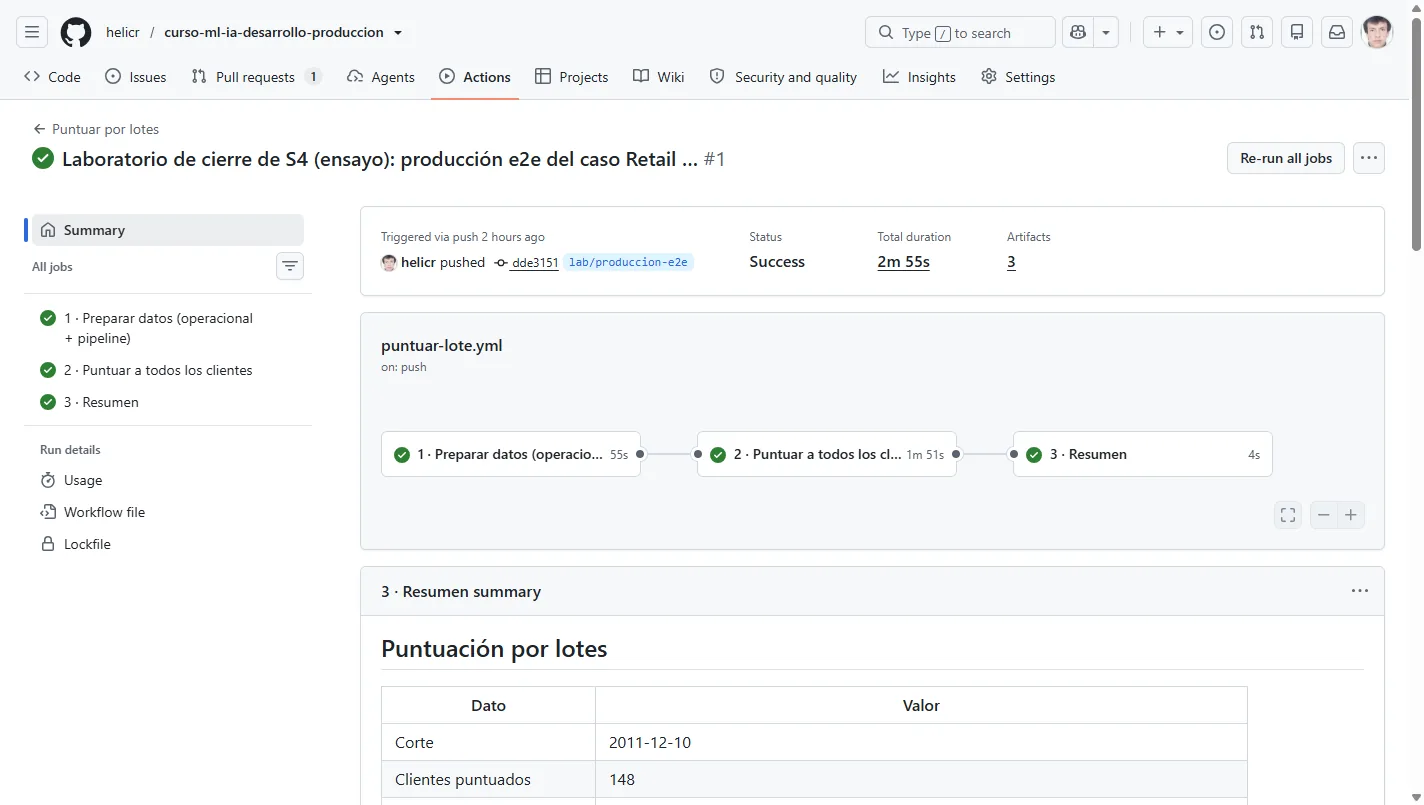 helicr / curso-ml-ia-desarrollo-produccion
Type / to search
Code
Issues
Pull requests 1
Agents
Actions
Projects
Wiki
Security and quality
Insights
Settings
Puntuar por lotes
Laboratorio de cierre de S4 (ensayo): producción e2e del caso Retail ... #1
Re-run all jobs
Summary
All jobs
1 · Preparar datos (operacional
+ pipeline)
2 · Puntuar a todos los clientes
3 · Resumen
Run details
Usage
Workflow file
Lockfile
Triggered via push 2 hours ago
helicr pushed dde3151 lab/produccion-e2e
Status
Success
Total duration
2m 55s
Artifacts
3
puntuar-lote.yml
on: push
1 · Preparar datos (operacio... 55s
2 · Puntuar a todos los cl... 1m 51s
3 · Resumen 4s
3 · Resumen summary
Puntuación por lotes
Dato Valor
Corte 2011-12-10
Clientes puntuados 148